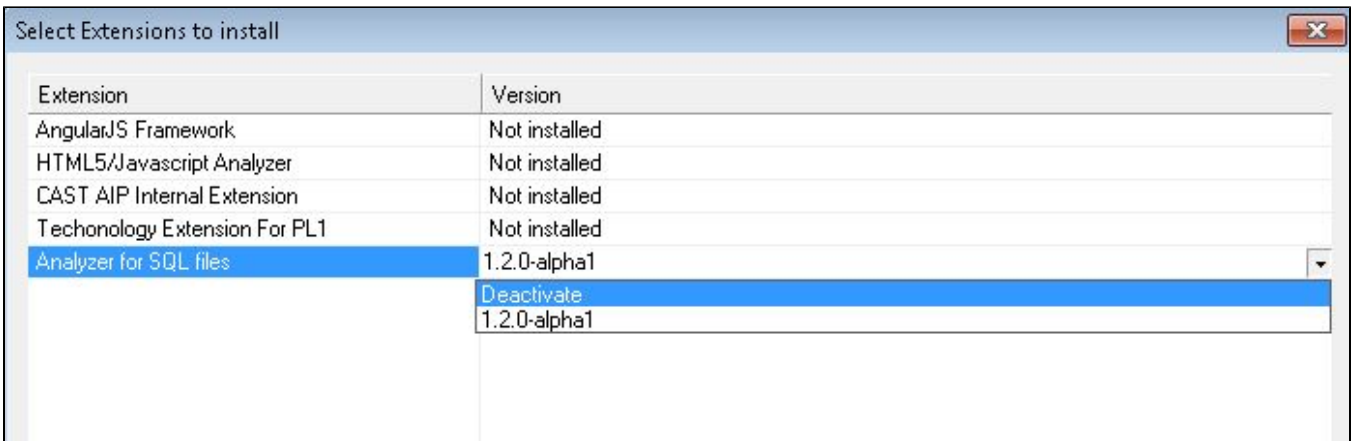 Select Extensions to install
Extension Version
AngularJS Framework Not installed
HTML5/Javascript Analyzer Not installed
CAST AIP Internal Extension Not installed
Techonology Extension For PL1 Not installed
Analyzer for SQL files 1.2.0-alpha1
Deactivate
1.2.0-alpha1